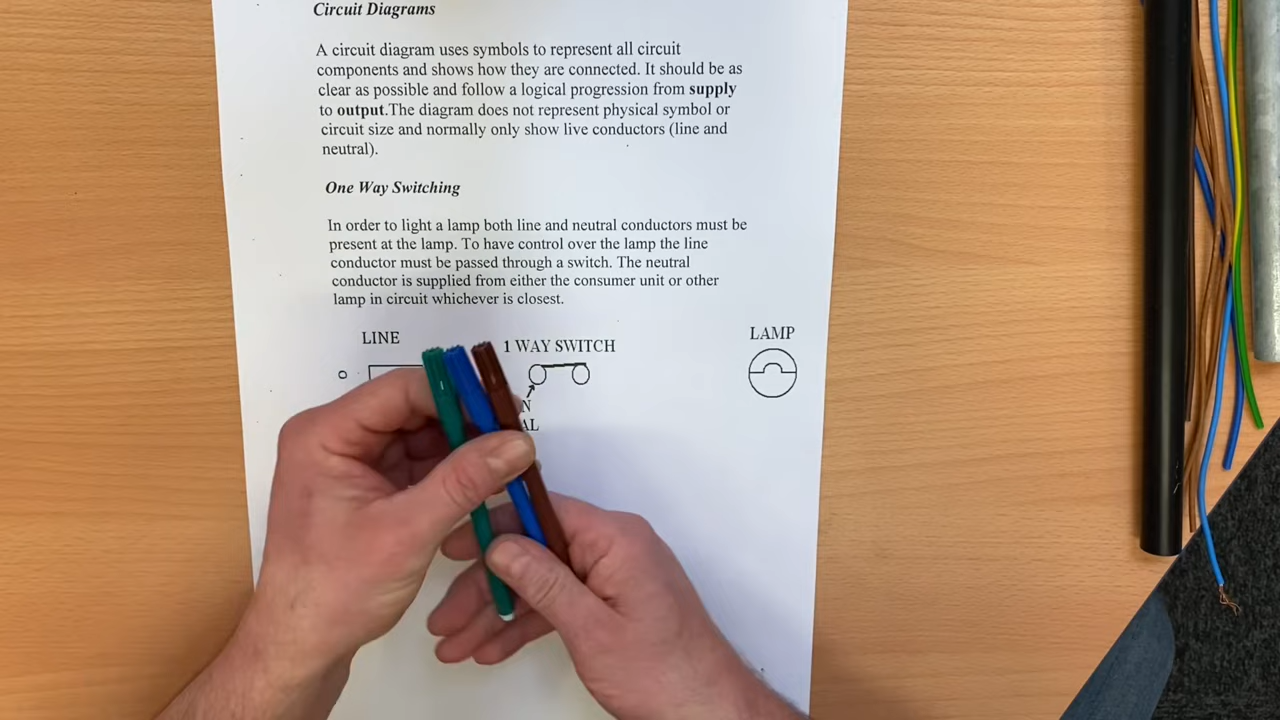 Circuit Diagrams
A circuit diagram uses symbols to represent all circuit
components and shows how they are connected. It should be as
clear as possible and follow a logical progression from supply
to output.The diagram does not represent physical symbol or
circuit size and normally only show live conductors (line and
neutral).
One Way Switching
In order to light a lamp both line and neutral conductors must be
present at the lamp. To have control over the lamp the line
conductor must be passed through a switch. The neutral
conductor is supplied from either the consumer unit or other
lamp in circuit whichever is closest.
LINE
1 WAY SWITCH
LAMP